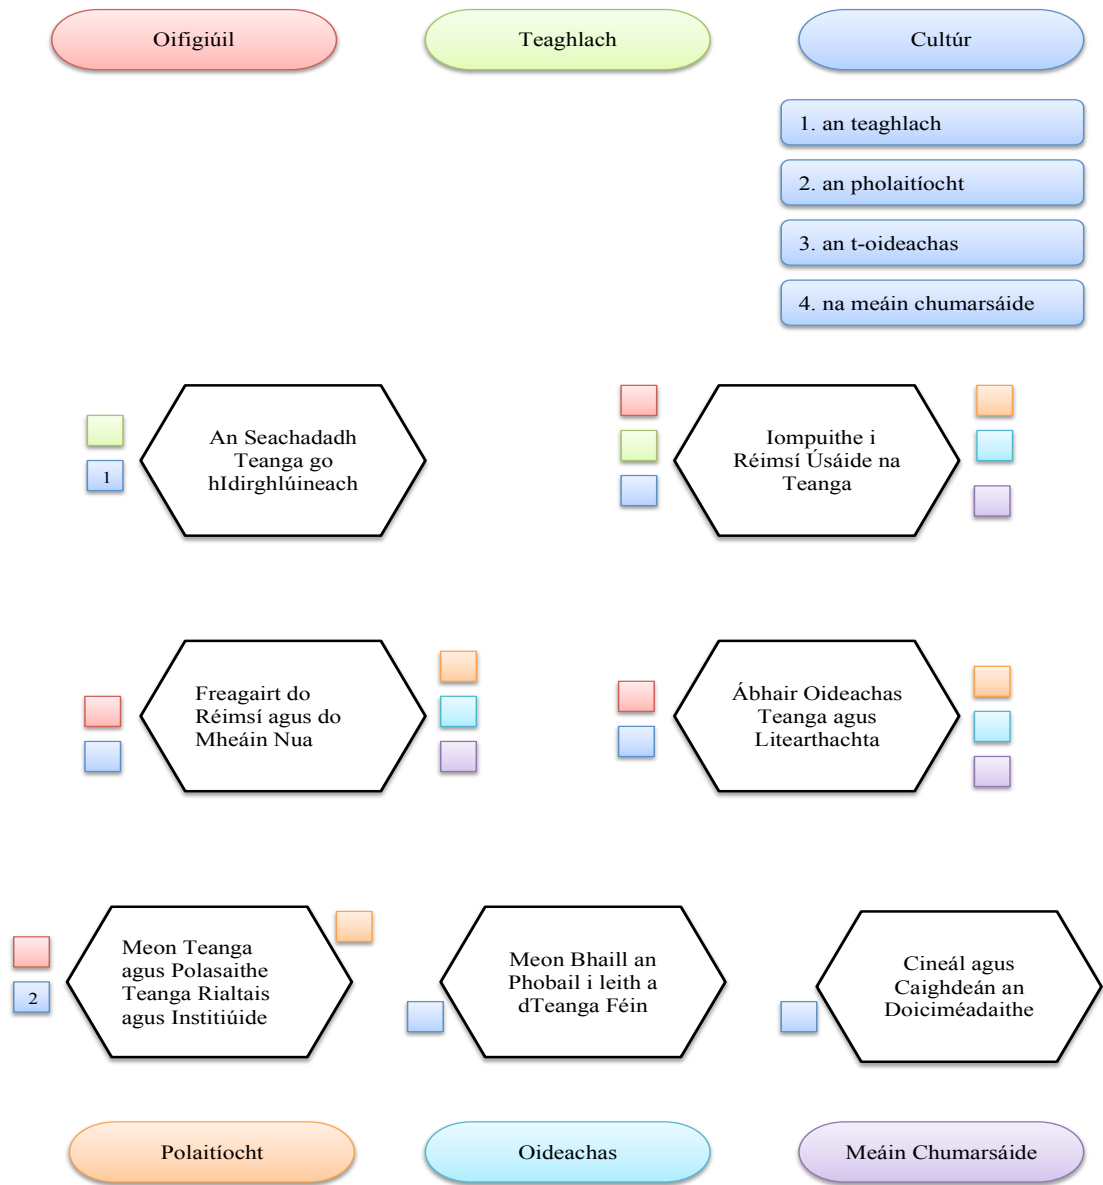 Oifigiúil
Teaghlach
Cultúr
1. an teaghlach
2. an pholaitíocht
3. an t-oideachas
4. na meáin chumarsáide
An Seachadadh
Teanga go
hIdirghlúineach
1
Iompuithe i
Réimsí Úsáide na
Teanga
Freagairt do
Réimsí agus do
Mheáin Nua
Ábhair Oideachas
Teanga agus
Litearthachta
Meon Teanga
agus Polasaithe
Teanga Rialtais
agus Institiúide
2
Meon Bhaill an
Phobail i leith a
dTeanga Féin
Cineál agus
Caighdeán an
Doiciméadaithe
Polaitíocht
Oideachas
Meáin Chumarsáide